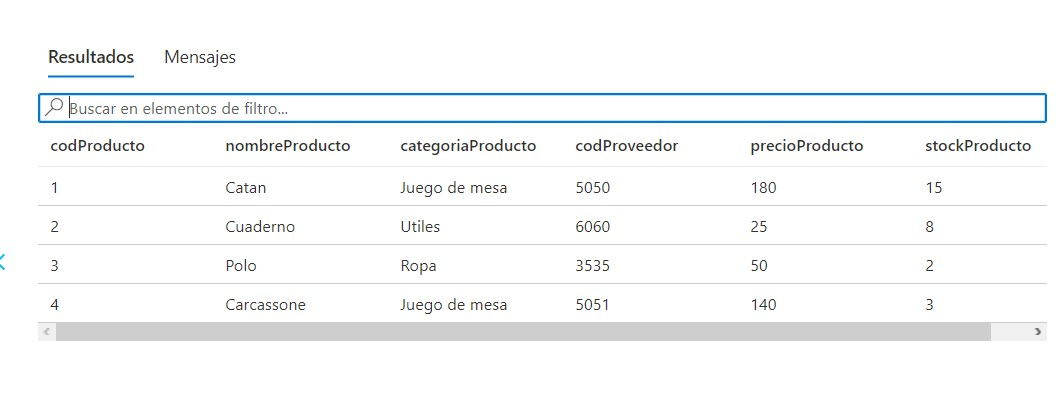 Resultados Mensajes
Buscar en elementos de filtro...
codProducto nombreProducto categoriaProducto codProveedor precioProducto stockProducto
1 Catan Juego de mesa 5050 180 15
2 Cuaderno Utiles 6060 25 8
3 Polo Ropa 3535 50 2
4 Carcassone Juego de mesa 5051 140 3